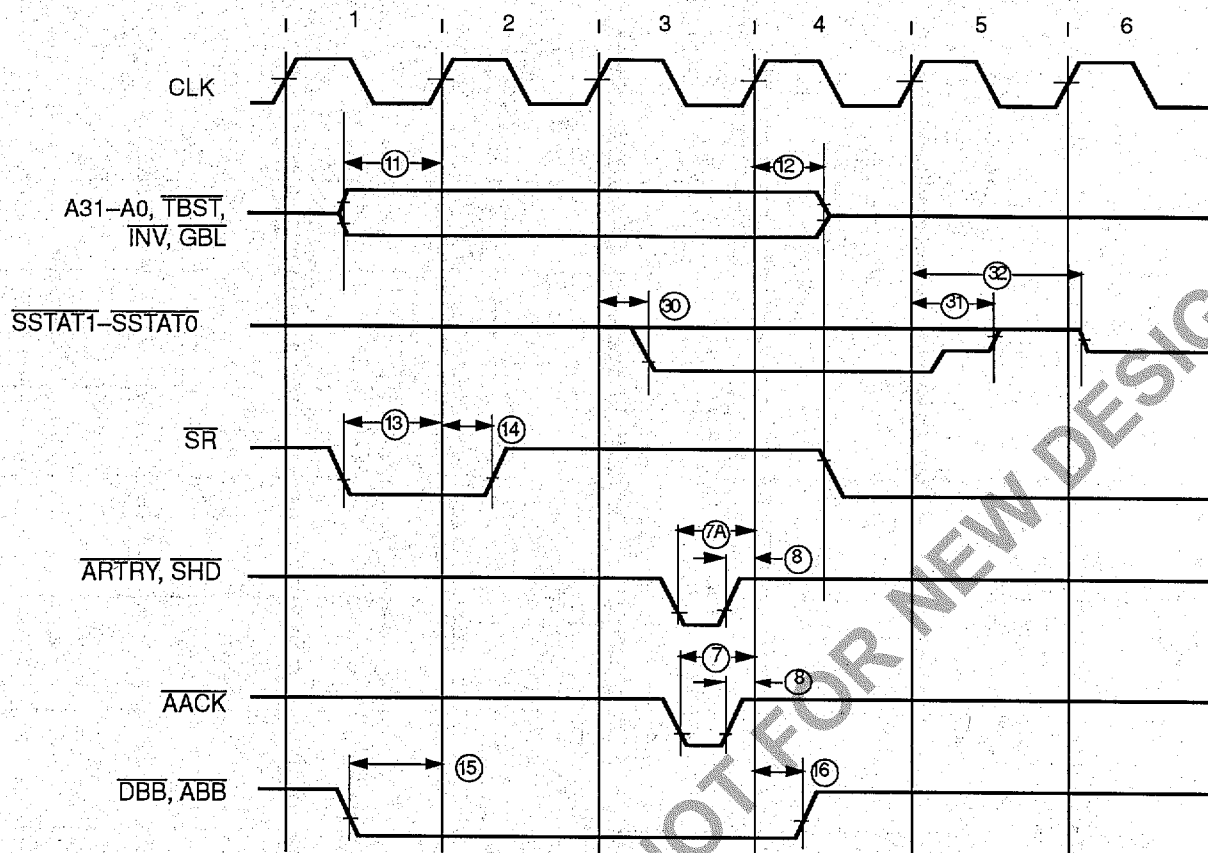 1 2 3 4 5 6
CLK
11 12
A31–A0, TBST,
INV, GBL
32
31
30
SSTAT1–SSTAT0
13 14
SR
7A
8
ARTRY, SHD
7
8
AACK
15 16
DBB, ABB
NOT FOR NEW DESIG